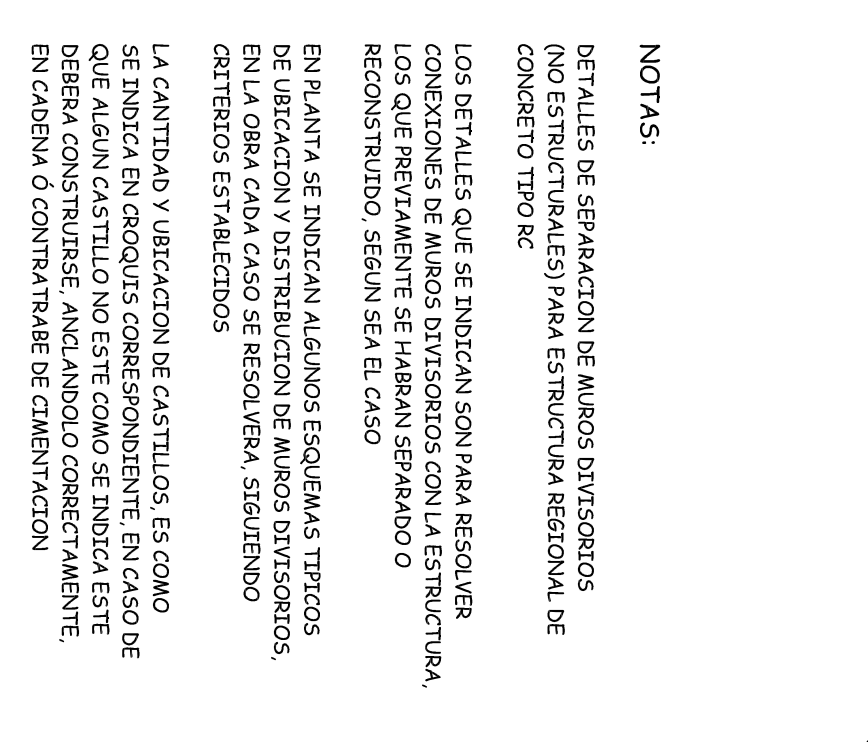 NOTAS:
DETALLES DE SEPARACION DE MUROS DIVISORIOS
(NO ESTRUCTURALES) PARA ESTRUCTURA REGIONAL DE
CONCRETO TIPO RC
LOS DETALLES QUE SE INDICAN SON PARA RESOLVER
CONEXIONES DE MUROS DIVISORIOS CON LA ESTRUCTURA,
LOS QUE PREVIAMENTE SE HABRAN SEPARADO O
RECONSTRUIDO, SEGUN SEA EL CASO
EN PLANTA SE INDICAN ALGUNOS ESQUEMAS TIPICOS
DE UBICACION Y DISTRIBUCION DE MUROS DIVISORIOS,
EN LA OBRA CADA CASO SE RESOLVERA, SIGUIENDO
CRITERIOS ESTABLECIDOS
LA CANTIDAD Y UBICACION DE CASTILLOS, ES COMO
SE INDICA EN CROQUIS CORRESPONDIENTE, EN CASO DE
QUE ALGUN CASTILLO NO ESTE COMO SE INDICA ESTE
DEBERA CONSTRUIRSE, ANCLANDOLO CORRECTAMENTE,
EN CADENA Ó CONTRATRABE DE CIMENTACION